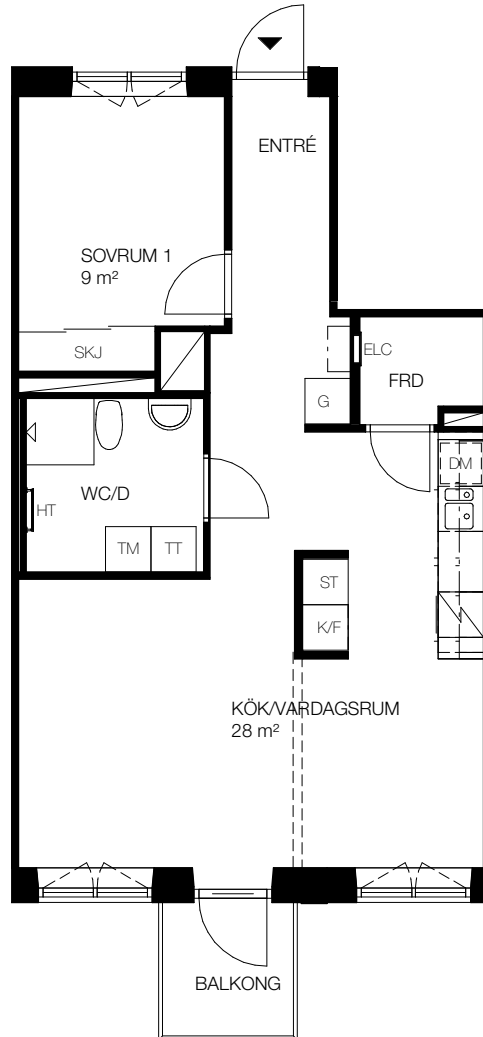 ENTRÉ
SOVRUM 1
9 m²
SKJ
ELC
FRD
G
DM
WC/D
HT
TM
TT
ST
K/F
KÖK/VARDAGSRUM
28 m²
BALKONG